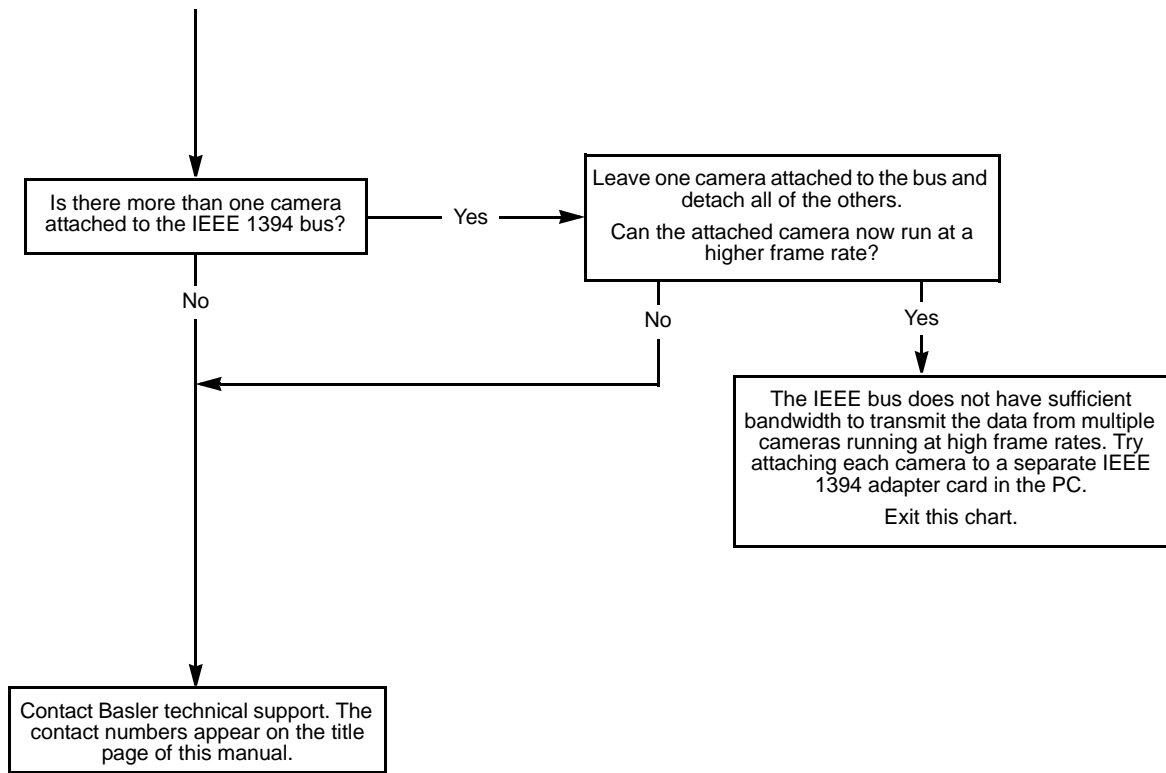 Is there more than one camera
attached to the IEEE 1394 bus?
Yes
Leave one camera attached to the bus and
detach all of the others.
Can the attached camera now run at a
higher frame rate?
No
No
Yes
The IEEE bus does not have sufficient
bandwidth to transmit the data from multiple
cameras running at high frame rates. Try
attaching each camera to a separate IEEE
1394 adapter card in the PC.
Exit this chart.
Contact Basler technical support. The
contact numbers appear on the title
page of this manual.